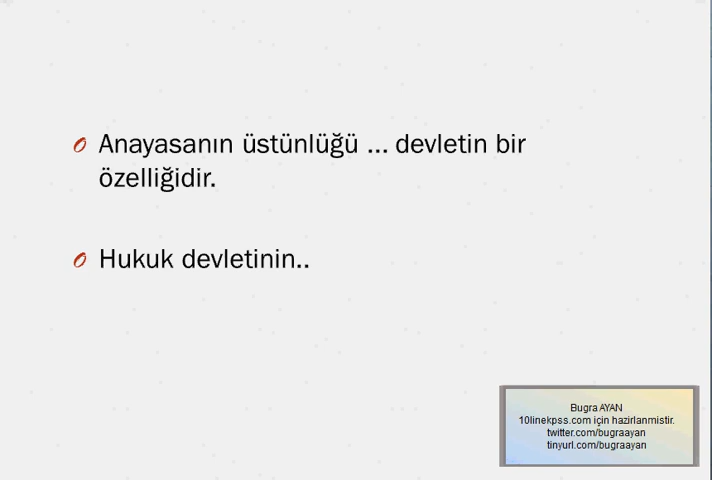 Anayasanın üstünlüğü ... devletin bir
özelliğidir.
Hukuk devletinin..
Bugra AYAN
10linekpss.com için hazirlanmistir.
twitter.com/bugraayan
tinyurl.com/bugraayan